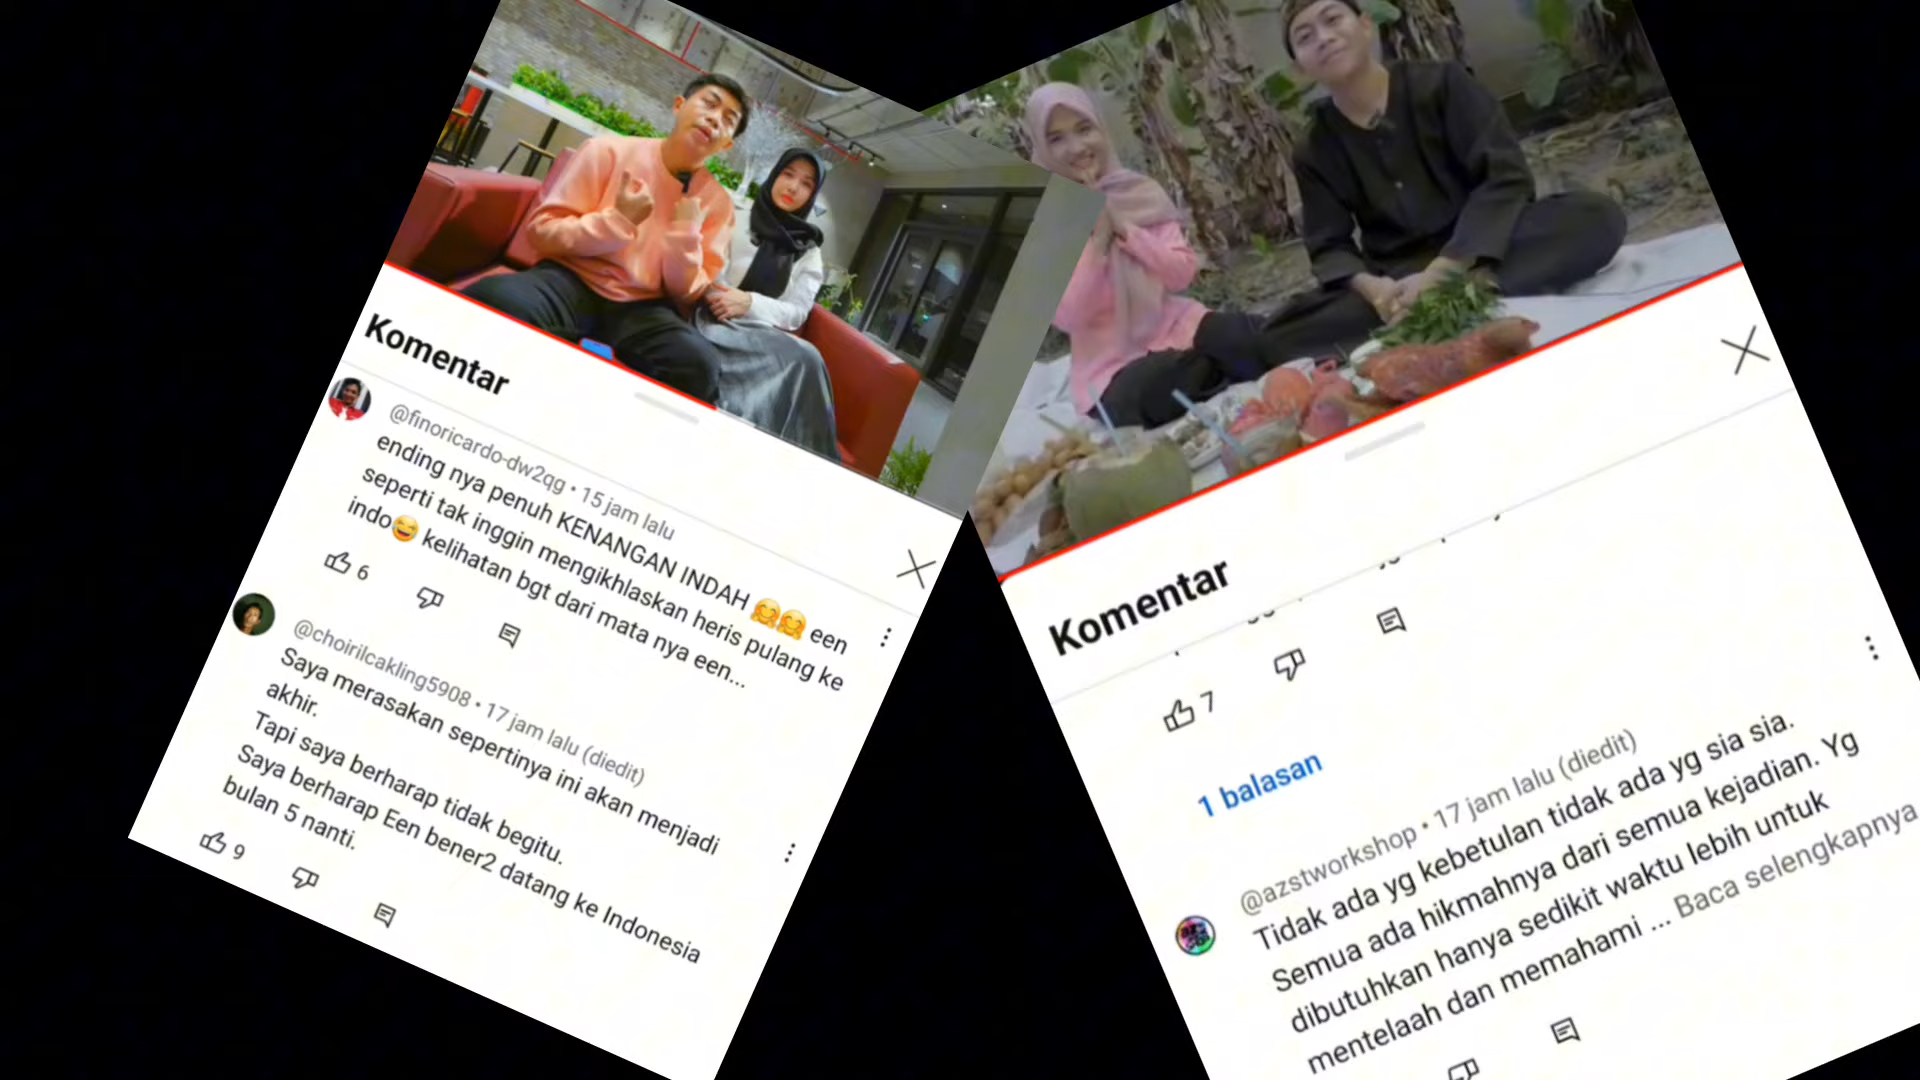 Komentar
@finoricardo-dw2qg • 15 jam lalu
ending nya penuh KENANGAN INDAH 🤗🤗 een
seperti tak inggin mengikhlaskan heris pulang ke
indo😅 kelihatan bgt dari mata nya een...
6
@choirilcakling5908 • 17 jam lalu (diedit)
Saya merasakan sepertinya ini akan menjadi
akhir.
Tapi saya berharap tidak begitu.
Saya berharap Een bener2 datang ke Indonesia
bulan 5 nanti.
9
Komentar
7
1 balasan
@azstworkshop • 17 jam lalu (diedit)
Tidak ada yg kebetulan tidak ada yg sia sia.
Semua ada hikmahnya dari semua kejadian. Yg
dibutuhkan hanya sedikit waktu lebih untuk
mentelaah dan memahami ... Baca selengkapnya